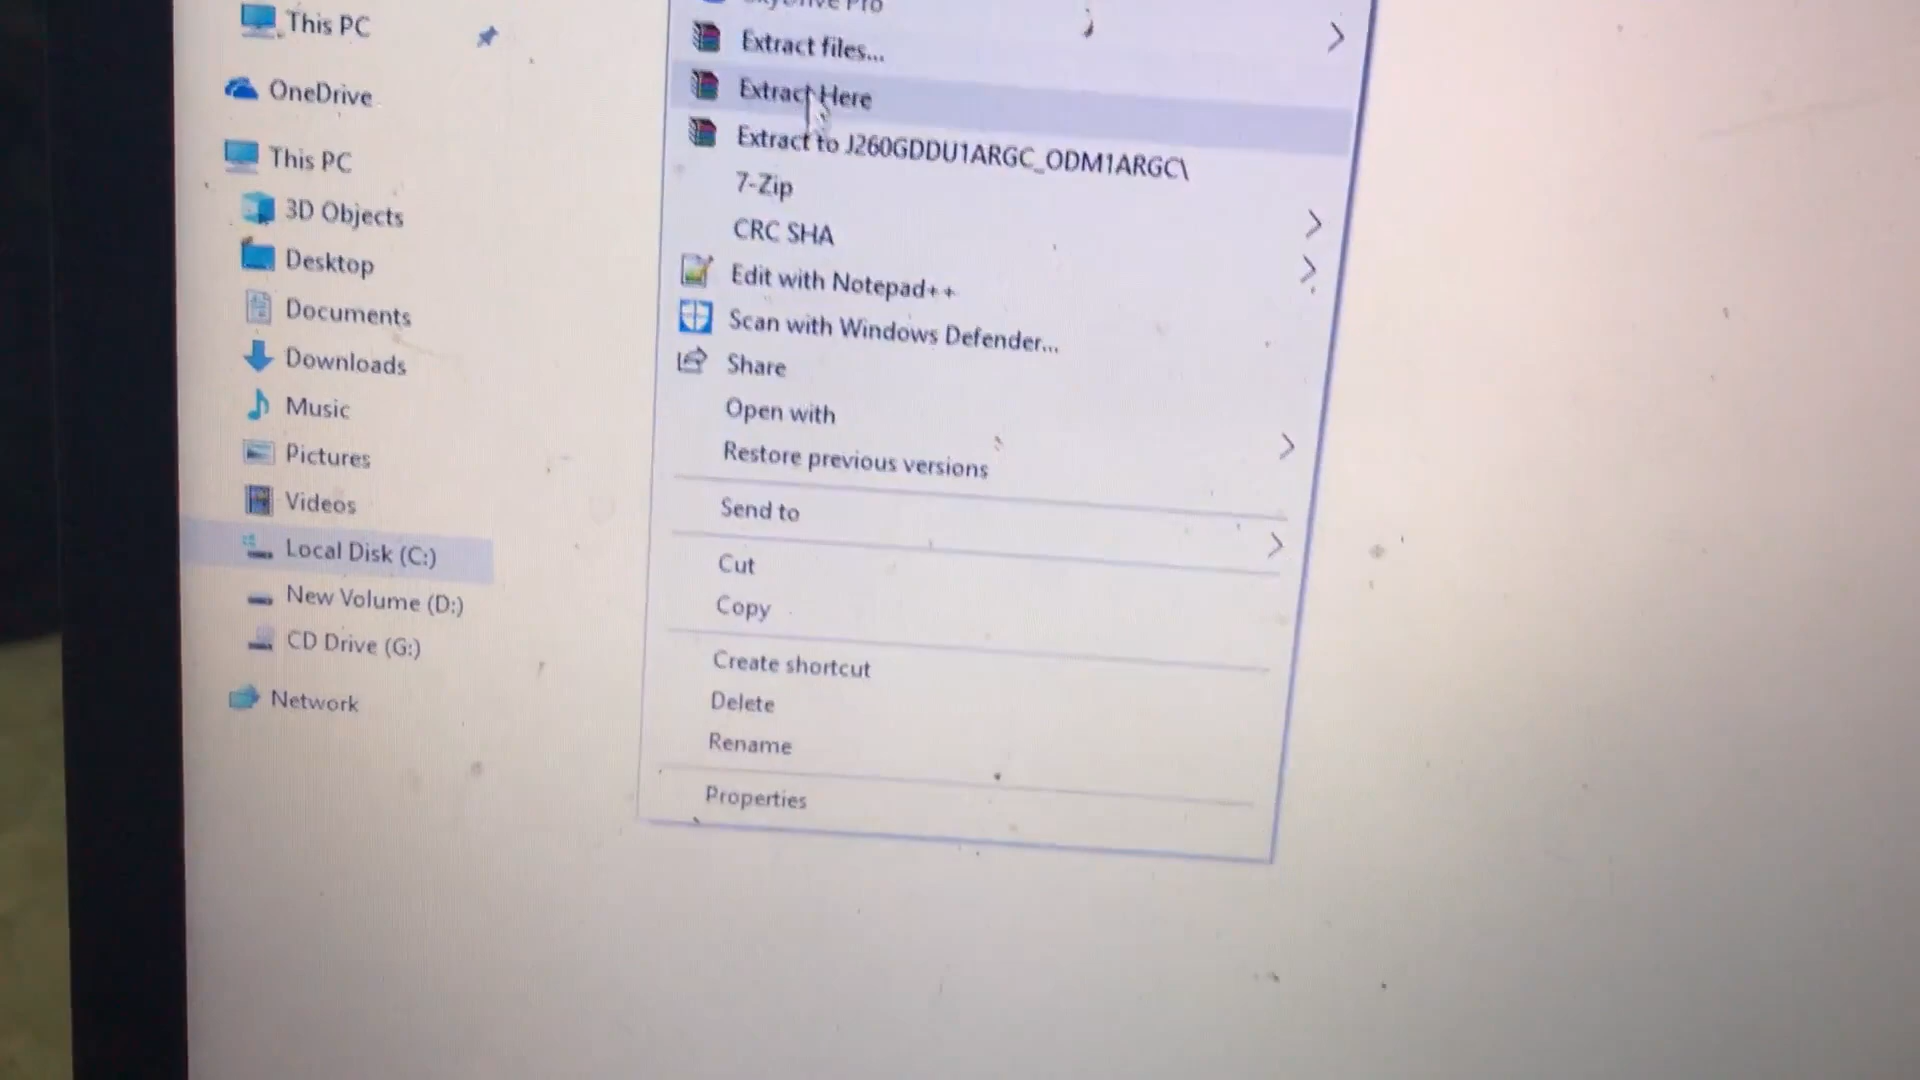 This PC
OneDrive
This PC
3D Objects
Desktop
Documents
Downloads
Music
Pictures
Videos
Local Disk (C:)
New Volume (D:)
CD Drive (G:)
Network
SkyDrive Pro
Extract files...
Extract Here
Extract to J260GDDU1ARGC_ODM1ARGC\
7-Zip
CRC SHA
Edit with Notepad++
Scan with Windows Defender...
Share
Open with
Restore previous versions
Send to
Cut
Copy
Create shortcut
Delete
Rename
Properties